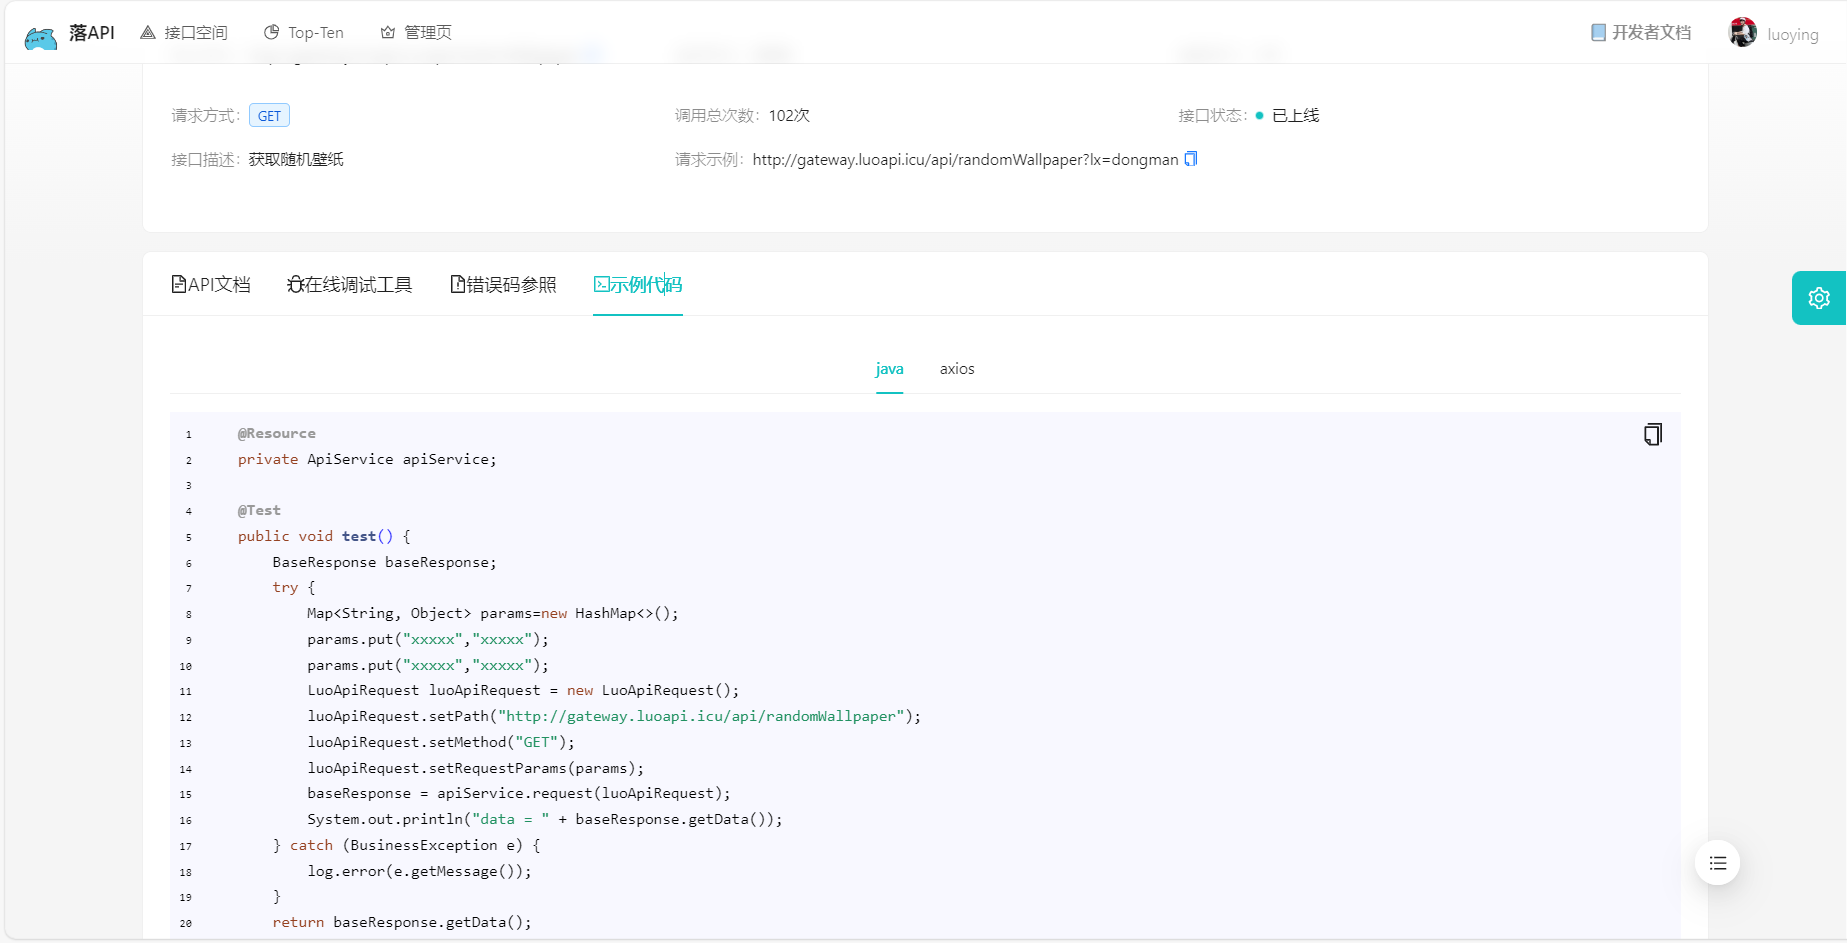 落API 接口空间 Top-Ten 管理页 开发者文档 luoying
请求方式: GET 调用总次数: 102次 接口状态: 已上线
接口描述: 获取随机壁纸 请求示例: http://gateway.luoapi.icu/api/randomWallpaper?lx=dongman
API文档 在线调试工具 错误码参照 示例代码
java axios
1 @Resource
2 private ApiService apiService;
3
4 @Test
5 public void test() {
6 BaseResponse baseResponse;
7 try {
8 Map<String, Object> params=new HashMap<>();
9 params.put("xxxxx","xxxxx");
10 params.put("xxxxx","xxxxx");
11 LuoApiRequest luoApiRequest = new LuoApiRequest();
12 luoApiRequest.setPath("http://gateway.luoapi.icu/api/randomWallpaper");
13 luoApiRequest.setMethod("GET");
14 luoApiRequest.setRequestParams(params);
15 baseResponse = apiService.request(luoApiRequest);
16 System.out.println("data = " + baseResponse.getData());
17 } catch (BusinessException e) {
18 log.error(e.getMessage());
19 }
20 return baseResponse.getData();